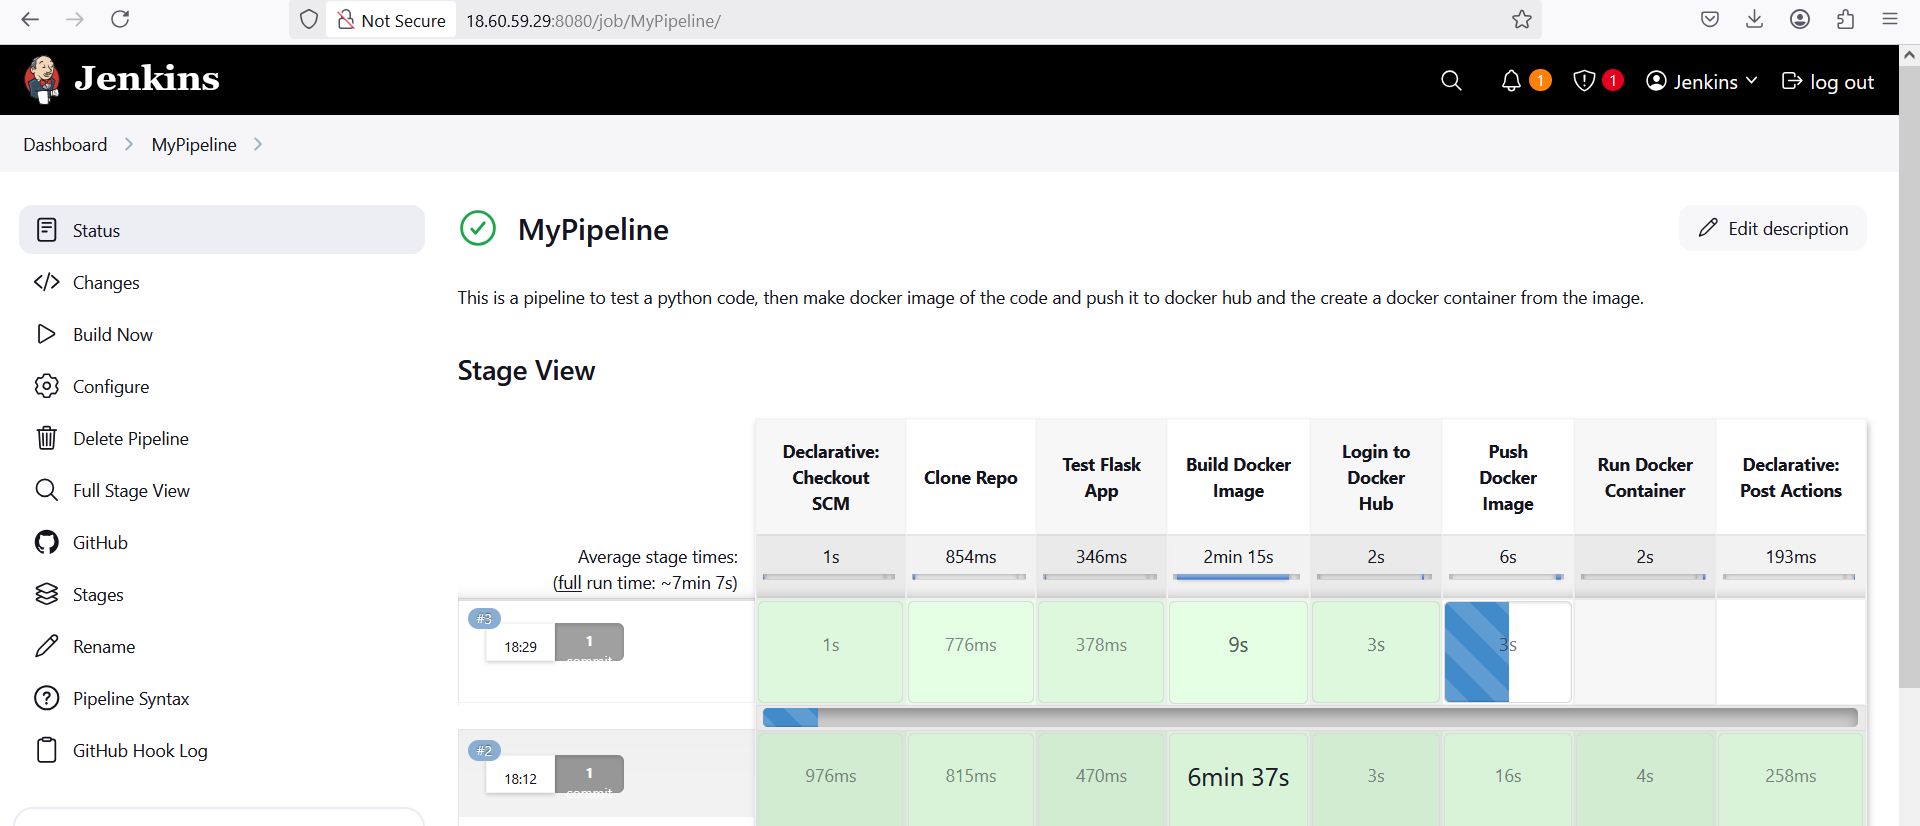 Not Secure 18.60.59.29:8080/job/MyPipeline/
Jenkins
1 1 Jenkins log out
Dashboard MyPipeline
Status
Changes
Build Now
Configure
Delete Pipeline
Full Stage View
GitHub
Stages
Rename
Pipeline Syntax
GitHub Hook Log
MyPipeline
Edit description
This is a pipeline to test a python code, then make docker image of the code and push it to docker hub and the create a docker container from the image.
Stage View
Declarative: Checkout SCM
Clone Repo
Test Flask App
Build Docker Image
Login to Docker Hub
Push Docker Image
Run Docker Container
Declarative: Post Actions
Average stage times:
(full run time: ~7min 7s)
1s 854ms 346ms 2min 15s 2s 6s 2s 193ms
#3
18:29 1 commit
1s 776ms 378ms 9s 3s 3s
#2
18:12 1 commit
976ms 815ms 470ms 6min 37s 3s 16s 4s 258ms